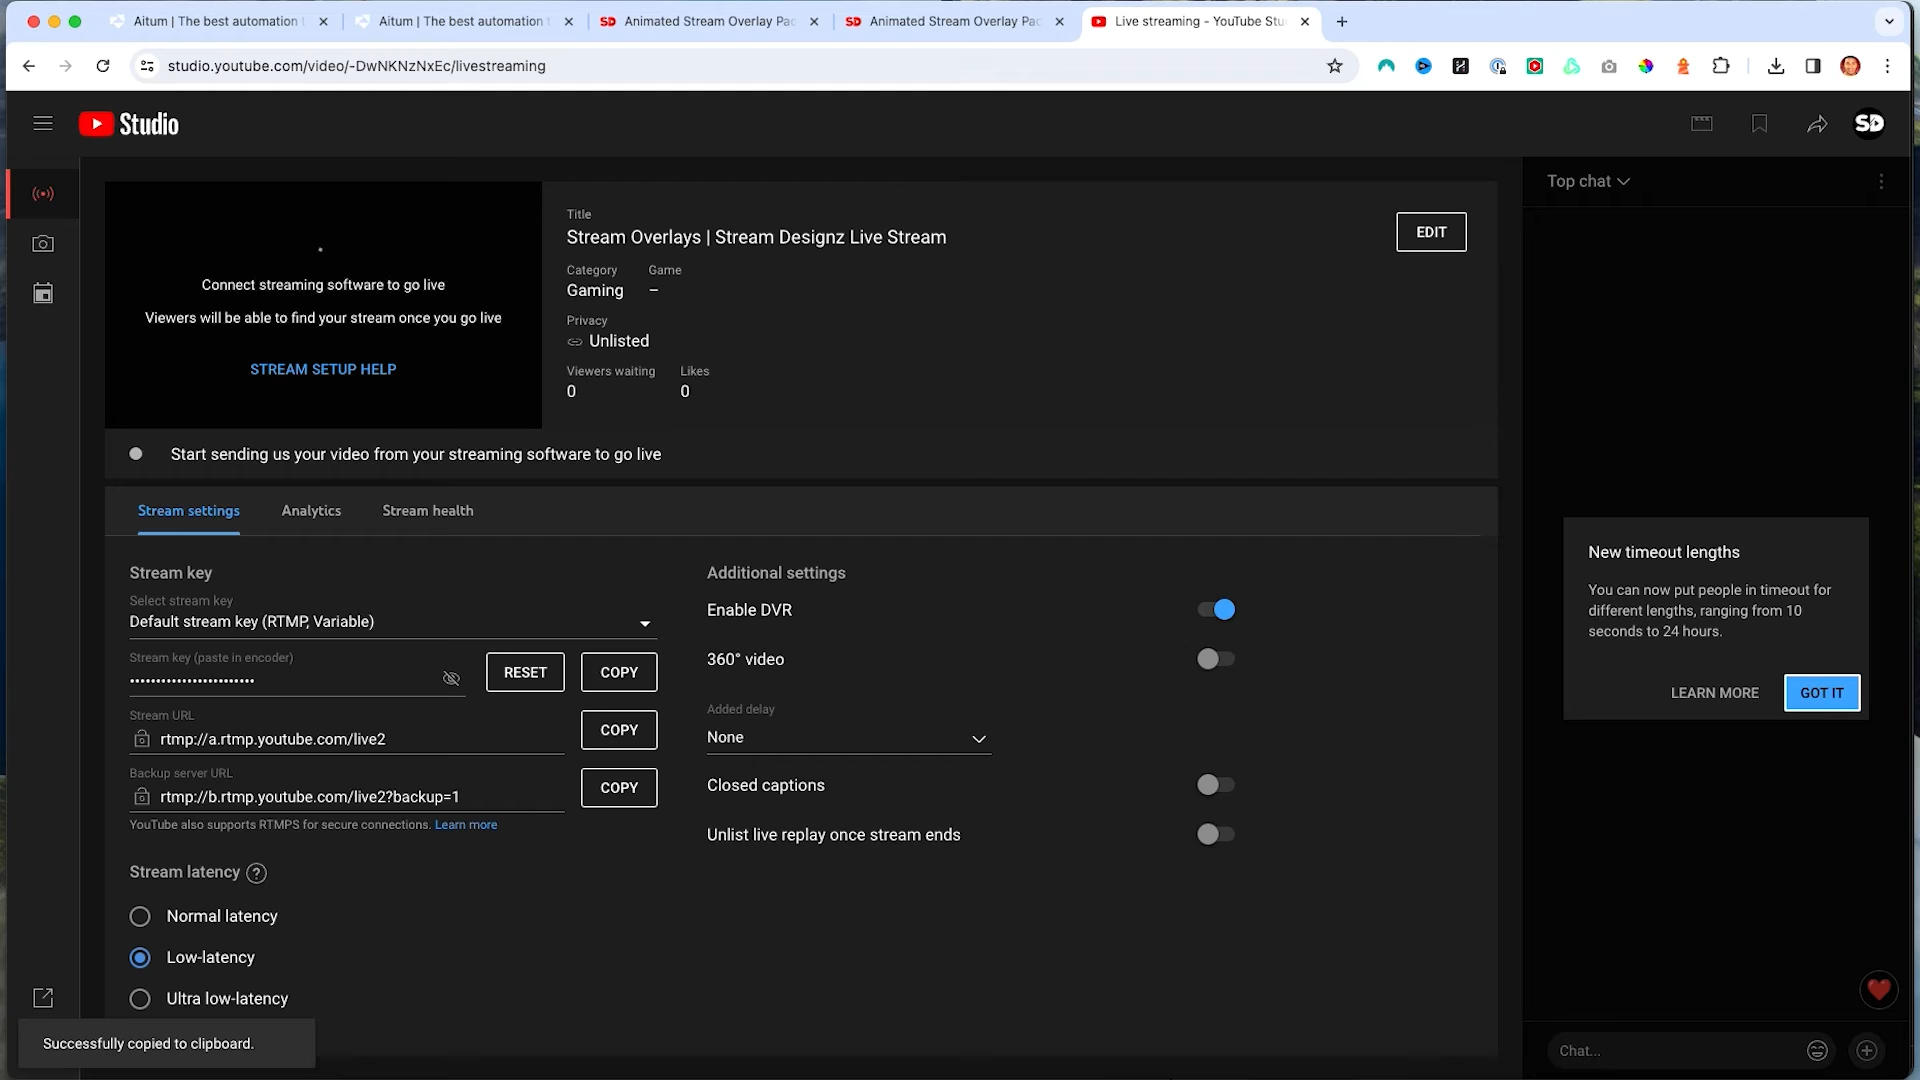 Aitum | The best automation t
Aitum | The best automation t
SD Animated Stream Overlay Pac
SD Animated Stream Overlay Pac
Live streaming - YouTube Stu
studio.youtube.com/video/-DwNKNzNxEc/livestreaming
Studio
SD
Connect streaming software to go live
Viewers will be able to find your stream once you go live
STREAM SETUP HELP
Title
Stream Overlays | Stream Designz Live Stream
EDIT
Category Game
Gaming –
Privacy
Unlisted
Viewers waiting Likes
0 0
Start sending us your video from your streaming software to go live
Stream settings Analytics Stream health
Stream key
Select stream key
Default stream key (RTMP, Variable)
Stream key (paste in encoder)
••••••••••••••••••••••••
RESET COPY
Stream URL
rtmp://a.rtmp.youtube.com/live2
COPY
Backup server URL
rtmp://b.rtmp.youtube.com/live2?backup=1
COPY
YouTube also supports RTMPS for secure connections. Learn more
Stream latency ?
Normal latency
Low-latency
Ultra low-latency
Additional settings
Enable DVR
360° video
Added delay
None
Closed captions
Unlist live replay once stream ends
Top chat
New timeout lengths
You can now put people in timeout for
different lengths, ranging from 10
seconds to 24 hours.
LEARN MORE GOT IT
Chat...
Successfully copied to clipboard.